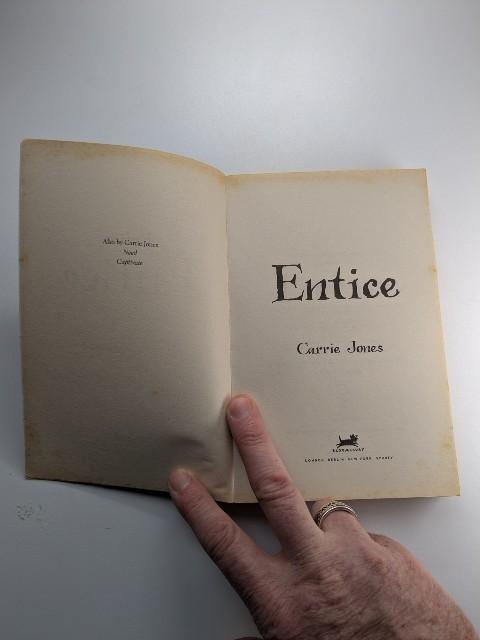 Also by Carrie Jones
Need
Captivate
Entice
Carrie Jones
BLOOMSBURY
LONDON BERLIN NEW YORK SYDNEY